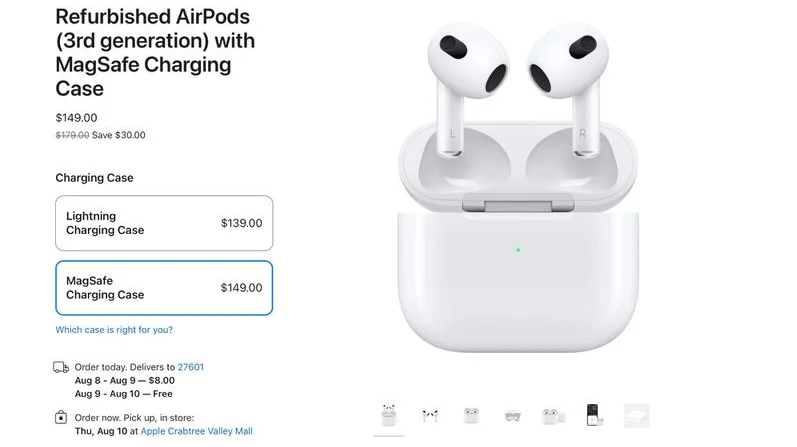 Refurbished AirPods
(3rd generation) with
MagSafe Charging
Case
$149.00
$179.00 Save $30.00
Charging Case
Lightning
Charging Case
$139.00
MagSafe
Charging Case
$149.00
Which case is right for you?
Order today. Delivers to 27601
Aug 8 - Aug 9 — $8.00
Aug 9 - Aug 10 — Free
Order now. Pick up, in store:
Thu, Aug 10 at Apple Crabtree Valley Mall
L
R